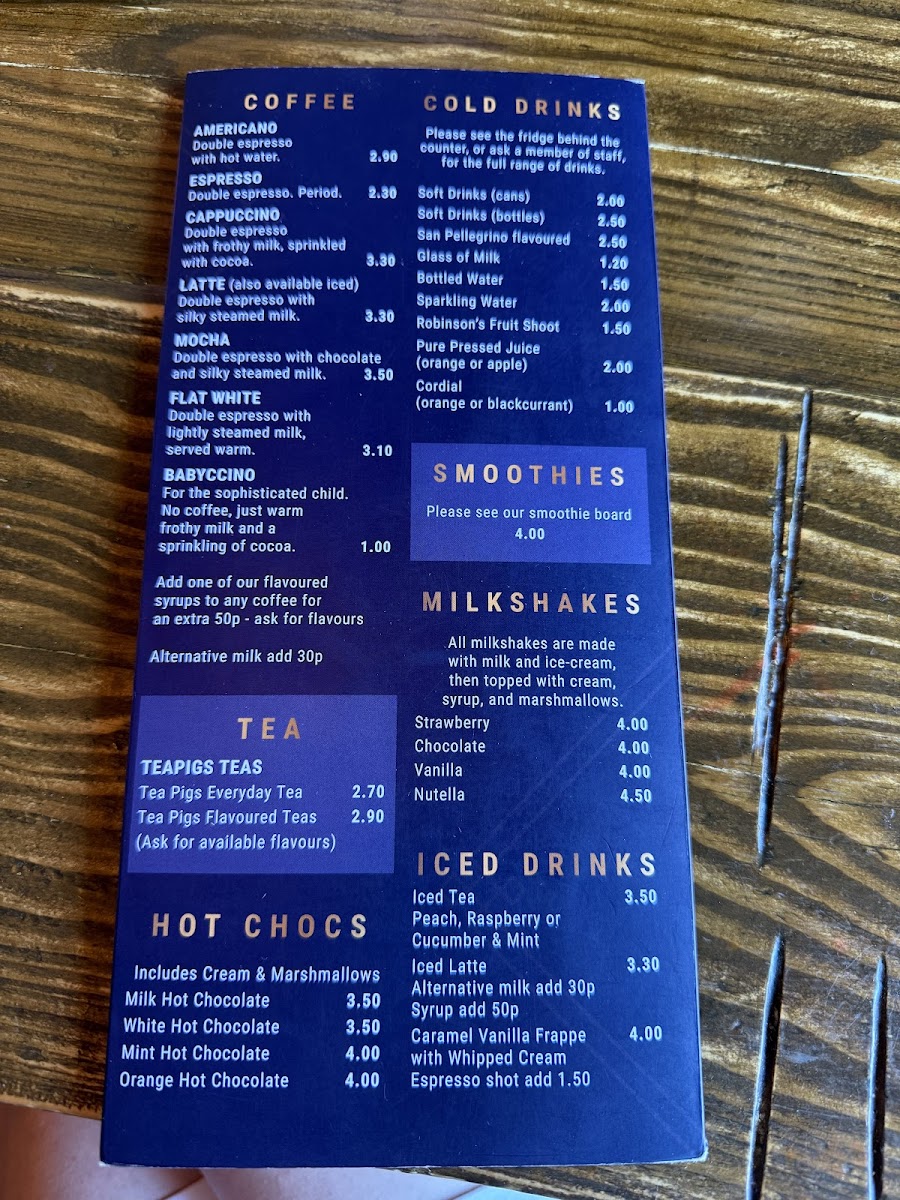 COFFEE
AMERICANO
Double espresso
with hot water. 2.90
ESPRESSO
Double espresso. Period. 2.30
CAPPUCCINO
Double espresso
with frothy milk, sprinkled
with cocoa. 3.30
LATTE (also available iced)
Double espresso with
silky steamed milk. 3.30
MOCHA
Double espresso with chocolate
and silky steamed milk. 3.50
FLAT WHITE
Double espresso with
lightly steamed milk,
served warm. 3.10
BABYCCINO
For the sophisticated child.
No coffee, just warm
frothy milk and a
sprinkling of cocoa. 1.00
Add one of our flavoured
syrups to any coffee for
an extra 50p - ask for flavours
Alternative milk add 30p
TEA
TEAPIGS TEAS
Tea Pigs Everyday Tea 2.70
Tea Pigs Flavoured Teas 2.90
(Ask for available flavours)
HOT CHOCS
Includes Cream & Marshmallows
Milk Hot Chocolate 3.50
White Hot Chocolate 3.50
Mint Hot Chocolate 4.00
Orange Hot Chocolate 4.00
COLD DRINKS
Please see the fridge behind the
counter, or ask a member of staff,
for the full range of drinks.
Soft Drinks (cans) 2.00
Soft Drinks (bottles) 2.50
San Pellegrino flavoured 2.50
Glass of Milk 1.20
Bottled Water 1.50
Sparkling Water 2.00
Robinson's Fruit Shoot 1.50
Pure Pressed Juice
(orange or apple) 2.00
Cordial
(orange or blackcurrant) 1.00
SMOOTHIES
Please see our smoothie board
4.00
MILKSHAKES
All milkshakes are made
with milk and ice-cream,
then topped with cream,
syrup, and marshmallows.
Strawberry 4.00
Chocolate 4.00
Vanilla 4.00
Nutella 4.50
ICED DRINKS
Iced Tea 3.50
Peach, Raspberry or
Cucumber & Mint
Iced Latte 3.30
Alternative milk add 30p
Syrup add 50p
Caramel Vanilla Frappe 4.00
with Whipped Cream
Espresso shot add 1.50